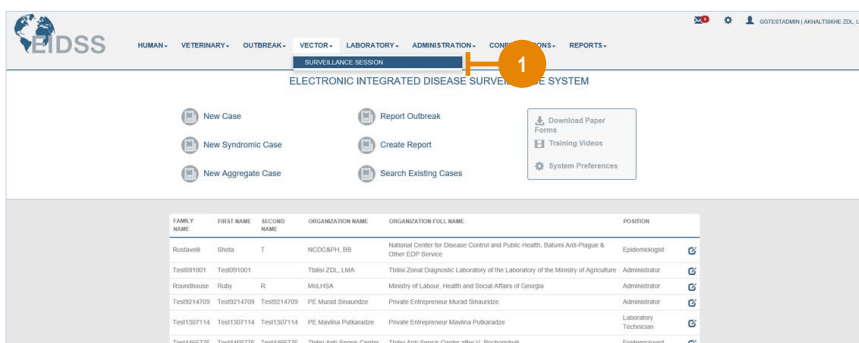 GGTESTADMIN | AKHALTSIKHE ZDL, L
EIDSS
HUMAN VETERINARY OUTBREAK VECTOR LABORATORY ADMINISTRATION CONF IONS REPORTS
SURVEILLANCE SESSION
1
ELECTRONIC INTEGRATED DISEASE SURVEI CE SYSTEM
New Case Report Outbreak Download Paper Forms
New Syndromic Case Create Report Training Videos
New Aggregate Case Search Existing Cases System Preferences
FAMILY NAME FIRST NAME SECOND NAME ORGANIZATION NAME ORGANIZATION FULL NAME POSITION
Rustaveli Shota T NCDC&PH, BB National Center for Disease Control and Public Health, Batumi Anti-Plague & Other EDP Service Epidemiologist
Test091001 Test091001 Tbilisi ZDL, LMA Tbilisi Zonal Diagnostic Laboratory of the Laboratory of the Ministry of Agriculture Administrator
Roundhouse Ruby R MoLHSA Ministry of Labour, Health and Social Affairs of Georgia Administrator
Test9214709 Test9214709 Test9214709 PE Murad Sinauridze Private Entrepreneur Murad Sinauridze Administrator
Test1307114 Test1307114 Test1307114 PE Mavlina Putkaradze Private Entrepreneur Mavlina Putkaradze Laboratory Technician